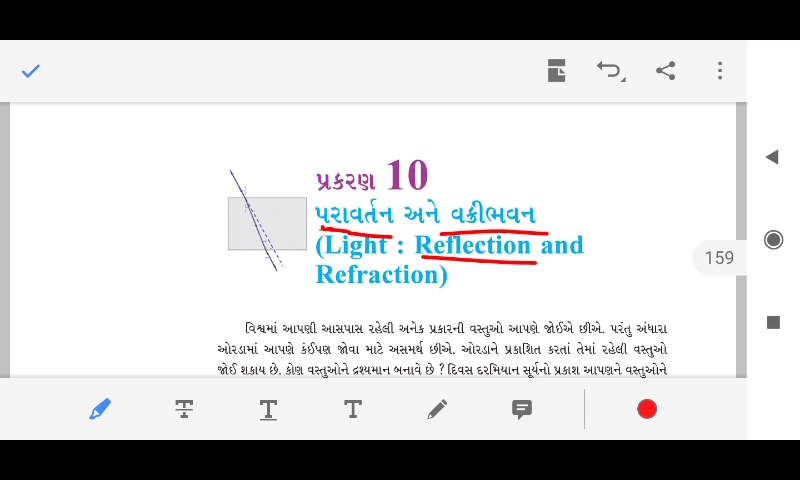 પ્રકરણ 10
પરાવર્તન અને વક્રીભવન
(Light : Reflection and
Refraction)
159
વિશ્વમાં આપણી આસપાસ રહેલી અનેક પ્રકારની વસ્તુઓ આપણે જોઈએ છીએ. પરંતુ અંધારા
ઓરડામાં આપણે કંઈપણ જોવા માટે અસમર્થ છીએ. ઓરડાને પ્રકાશિત કરતાં તેમાં રહેલી વસ્તુઓ
જોઈ શકાય છે. કોણ વસ્તુઓને દ્રશ્યમાન બનાવે છે ? દિવસ દરમિયાન સૂર્યનો પ્રકાશ આપણને વસ્તુઓને